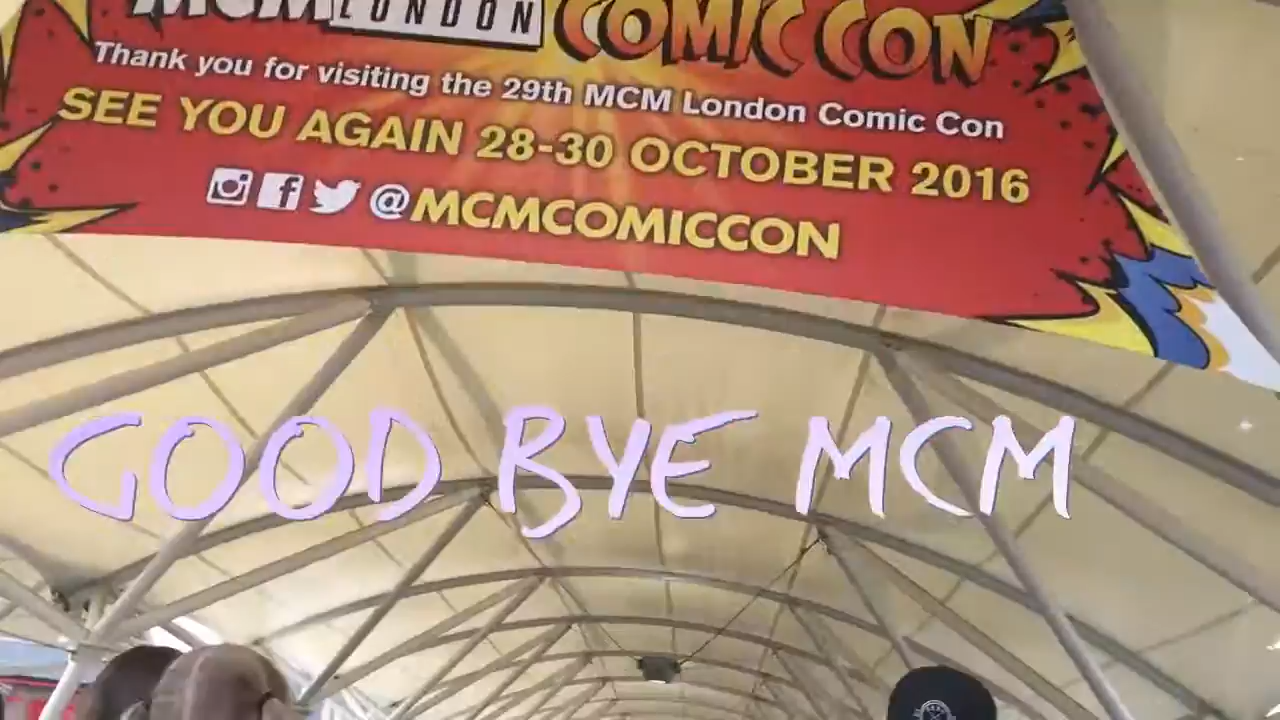 MCM LONDON COMIC CON
Thank you for visiting the 29th MCM London Comic Con
SEE YOU AGAIN 28-30 OCTOBER 2016
@MCMCOMICCON
GOOD BYE MCM